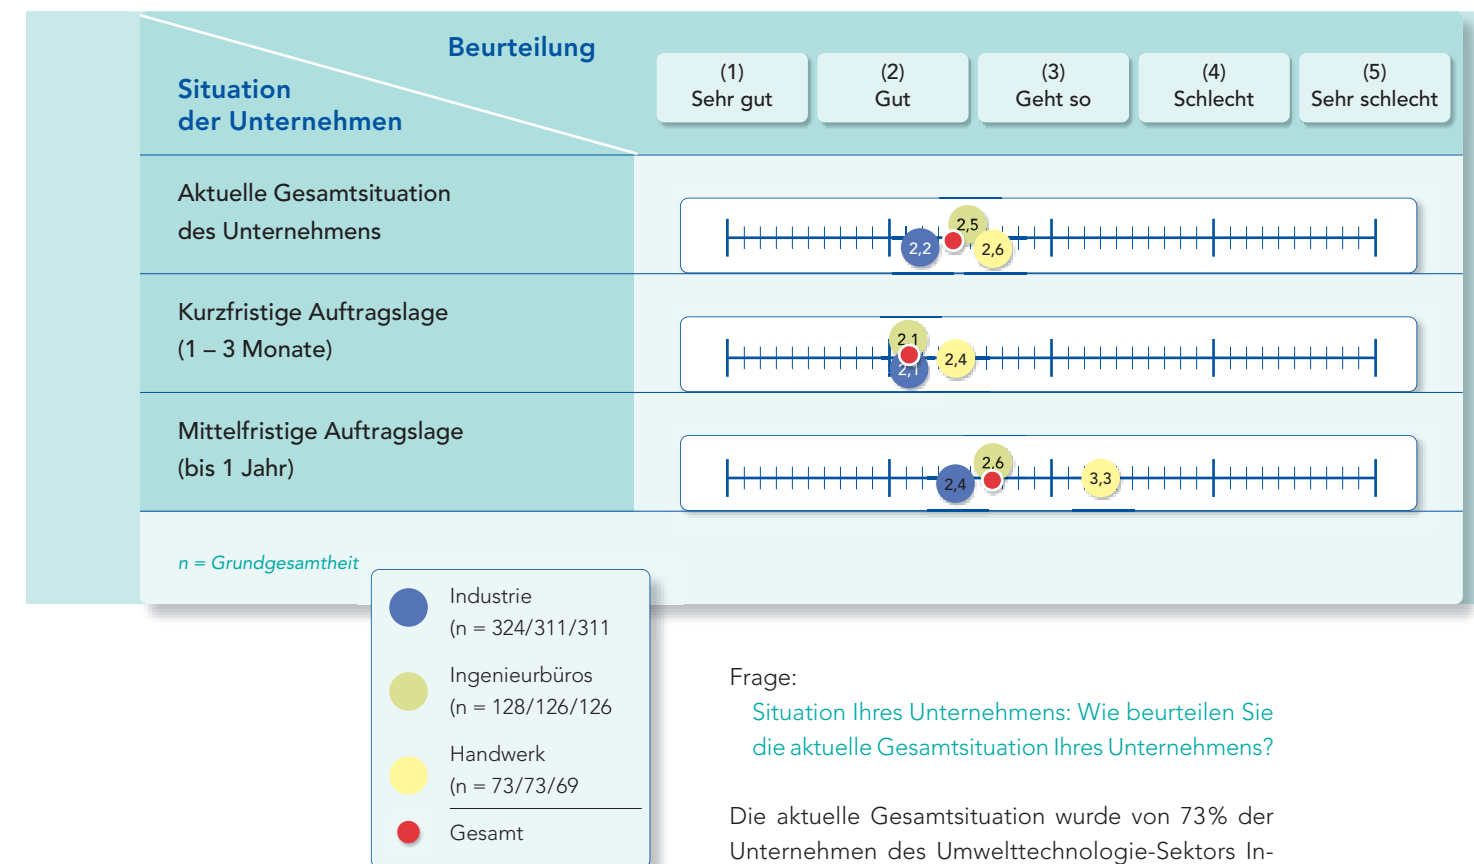 Beurteilung
Situation
der Unternehmen
(1)
Sehr gut
(2)
Gut
(3)
Geht so
(4)
Schlecht
(5)
Sehr schlecht
Aktuelle Gesamtsituation
des Unternehmens
2,5
2,2
2,6
Kurzfristige Auftragslage
(1 – 3 Monate)
2,1
2,4
2,1
Mittelfristige Auftragslage
(bis 1 Jahr)
2.6
2,4
3,3
n = Grundgesamtheit
Industrie
(n = 324/311/311
Ingenieurbüros
(n = 128/126/126
Handwerk
(n = 73/73/69
Gesamt
Frage:
Situation Ihres Unternehmens: Wie beurteilen Sie
die aktuelle Gesamtsituation Ihres Unternehmens?
Die aktuelle Gesamtsituation wurde von 73% der
Unternehmen des Umwelttechnologie-Sektors In-